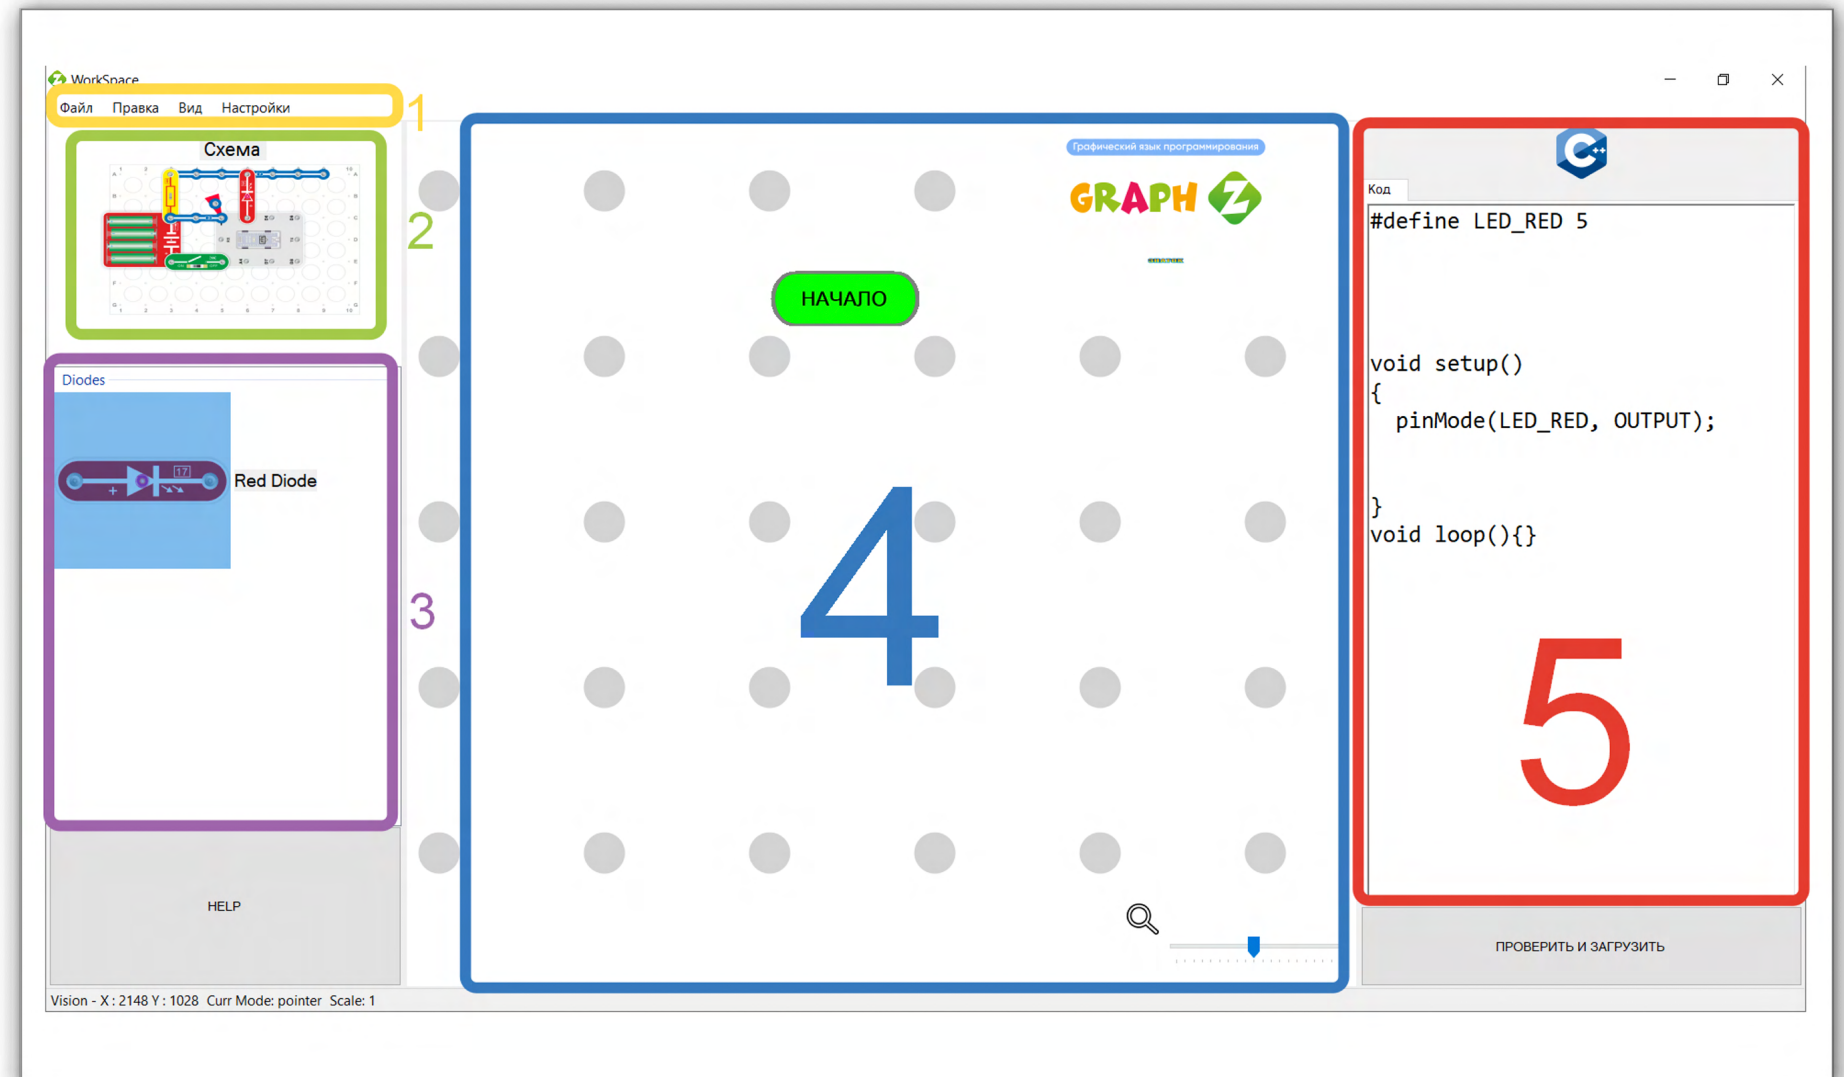 WorkSpace
Файл Правка Вид Настройки
1
Схема
2
Diodes
17
Red Diode
3
HELP
Графический язык программирования
GRAPH Z
НАЧАЛО
4
C++
Код
#define LED_RED 5
void setup()
{
pinMode(LED_RED, OUTPUT);
}
void loop(){}
5
ПРОВЕРИТЬ И ЗАГРУЗИТЬ
Vision - X : 2148 Y : 1028 Curr Mode: pointer Scale: 1